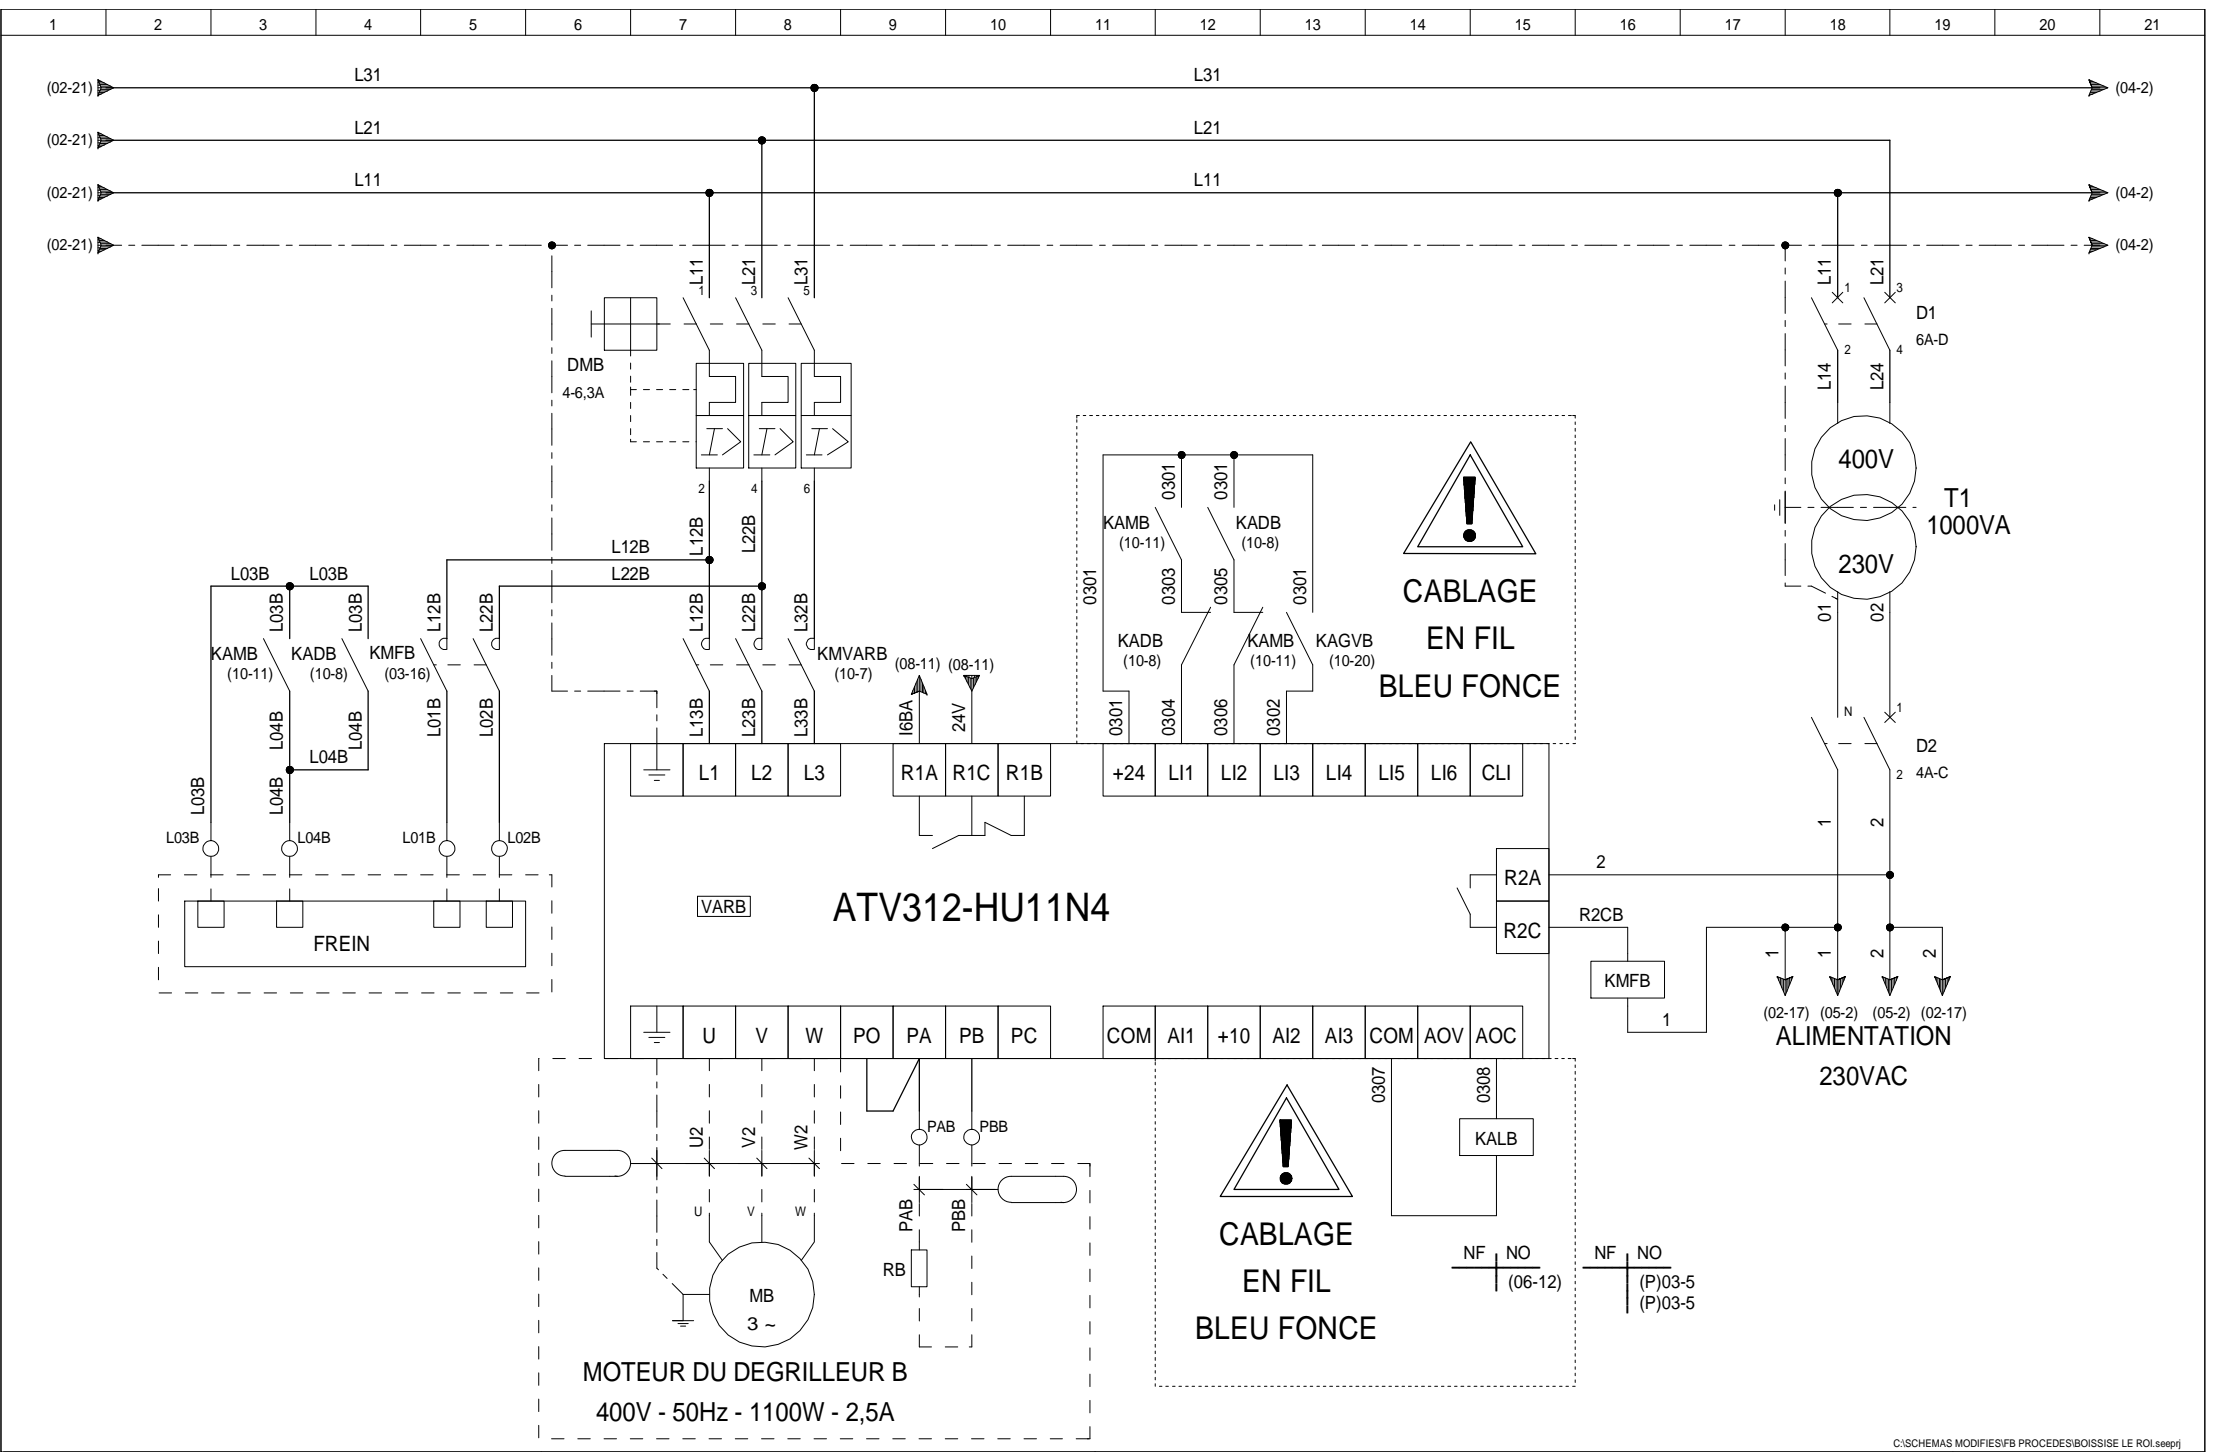 1 2 3 4 5 6 7 8 9 10 11 12 13 14 15 16 17 18 19 20 21
(02-21) L31 L31 (04-2)
(02-21) L21 L21
(02-21) L11 L11 (04-2)
(02-21) (04-2)
L11 L21 L31 L11 L21
1 3 5 1 3
D1
6A-D
DMB
4-6,3A
2 4
L14 L24
400V
T1
1000VA
230V
2 4 6
L12B L22B
L12B
L22B
L03B L03B
L03B L03B L12B L22B L12B L22B L32B
KAMB
(10-11)
KADB
(10-8)
KMFB
(03-16)
KMVARB
(10-7)
L04B L04B L01B L02B L13B L23B L33B
L04B
L03B L04B
L03B L04B L01B L02B
FREIN
(08-11) (08-11)
I6BA 24V
0301 0301
KAMB
(10-11)
KADB
(10-8)
0301 0303 0305 0301
KADB
(10-8)
KAMB
(10-11)
KAGVB
(10-20)
0301 0304 0306 0302
CABLAGE
EN FIL
BLEU FONCE
01 02
N 1
D2
4A-C
2
1 2
L1 L2 L3 R1A R1C R1B +24 LI1 LI2 LI3 LI4 LI5 LI6 CLI
VARB
ATV312-HU11N4
R2A 2
R2C R2CB
KMFB
1
1 1 2 2
(02-17) (05-2) (05-2) (02-17)
ALIMENTATION
230VAC
U V W PO PA PB PC COM AI1 +10 AI2 AI3 COM AOV AOC
U2 V2 W2
PAB PBB
U V W
PAB PBB
RB
MB
3 ~
MOTEUR DU DEGRILLEUR B
400V - 50Hz - 1100W - 2,5A
0307 0308
KALB
CABLAGE
EN FIL
BLEU FONCE
NF NO
(06-12)
NF NO
(P)03-5
(P)03-5
C:\SCHEMAS MODIFIES\FB PROCEDES\BOISSISE LE ROI.seeprj